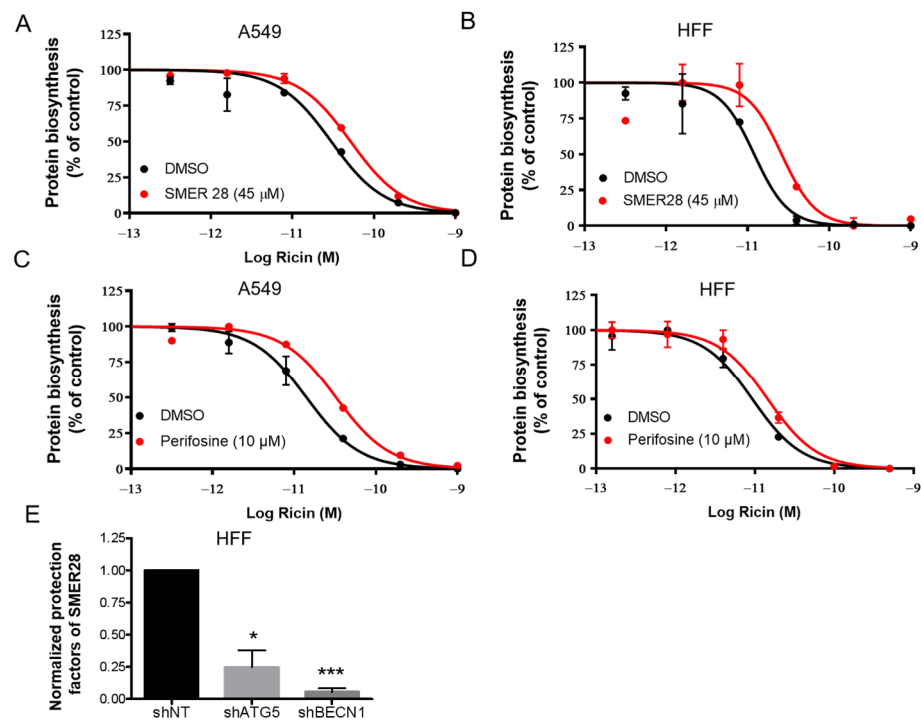 A
A549
Protein biosynthesis
(% of control)
125
100
75
50
25
0
DMSO
SMER 28 (45 µM)
−13
−12
−11
−10
−9
Log Ricin (M)
B
HFF
Protein biosynthesis
(% of control)
125
100
75
50
25
0
DMSO
SMER28 (45 µM)
−13
−12
−11
−10
−9
Log Ricin (M)
C
A549
Protein biosynthesis
(% of control)
125
100
75
50
25
0
DMSO
Perifosine (10 µM)
−13
−12
−11
−10
−9
Log Ricin (M)
D
HFF
Protein biosynthesis
(% of control)
125
100
75
50
25
0
DMSO
Perifosine (10 µM)
−13
−12
−11
−10
−9
Log Ricin (M)
E
HFF
Normalized protection
factors of SMER28
1.25
1.00
0.75
0.50
0.25
0.00
*
***
shNT
shATG5
shBECN1